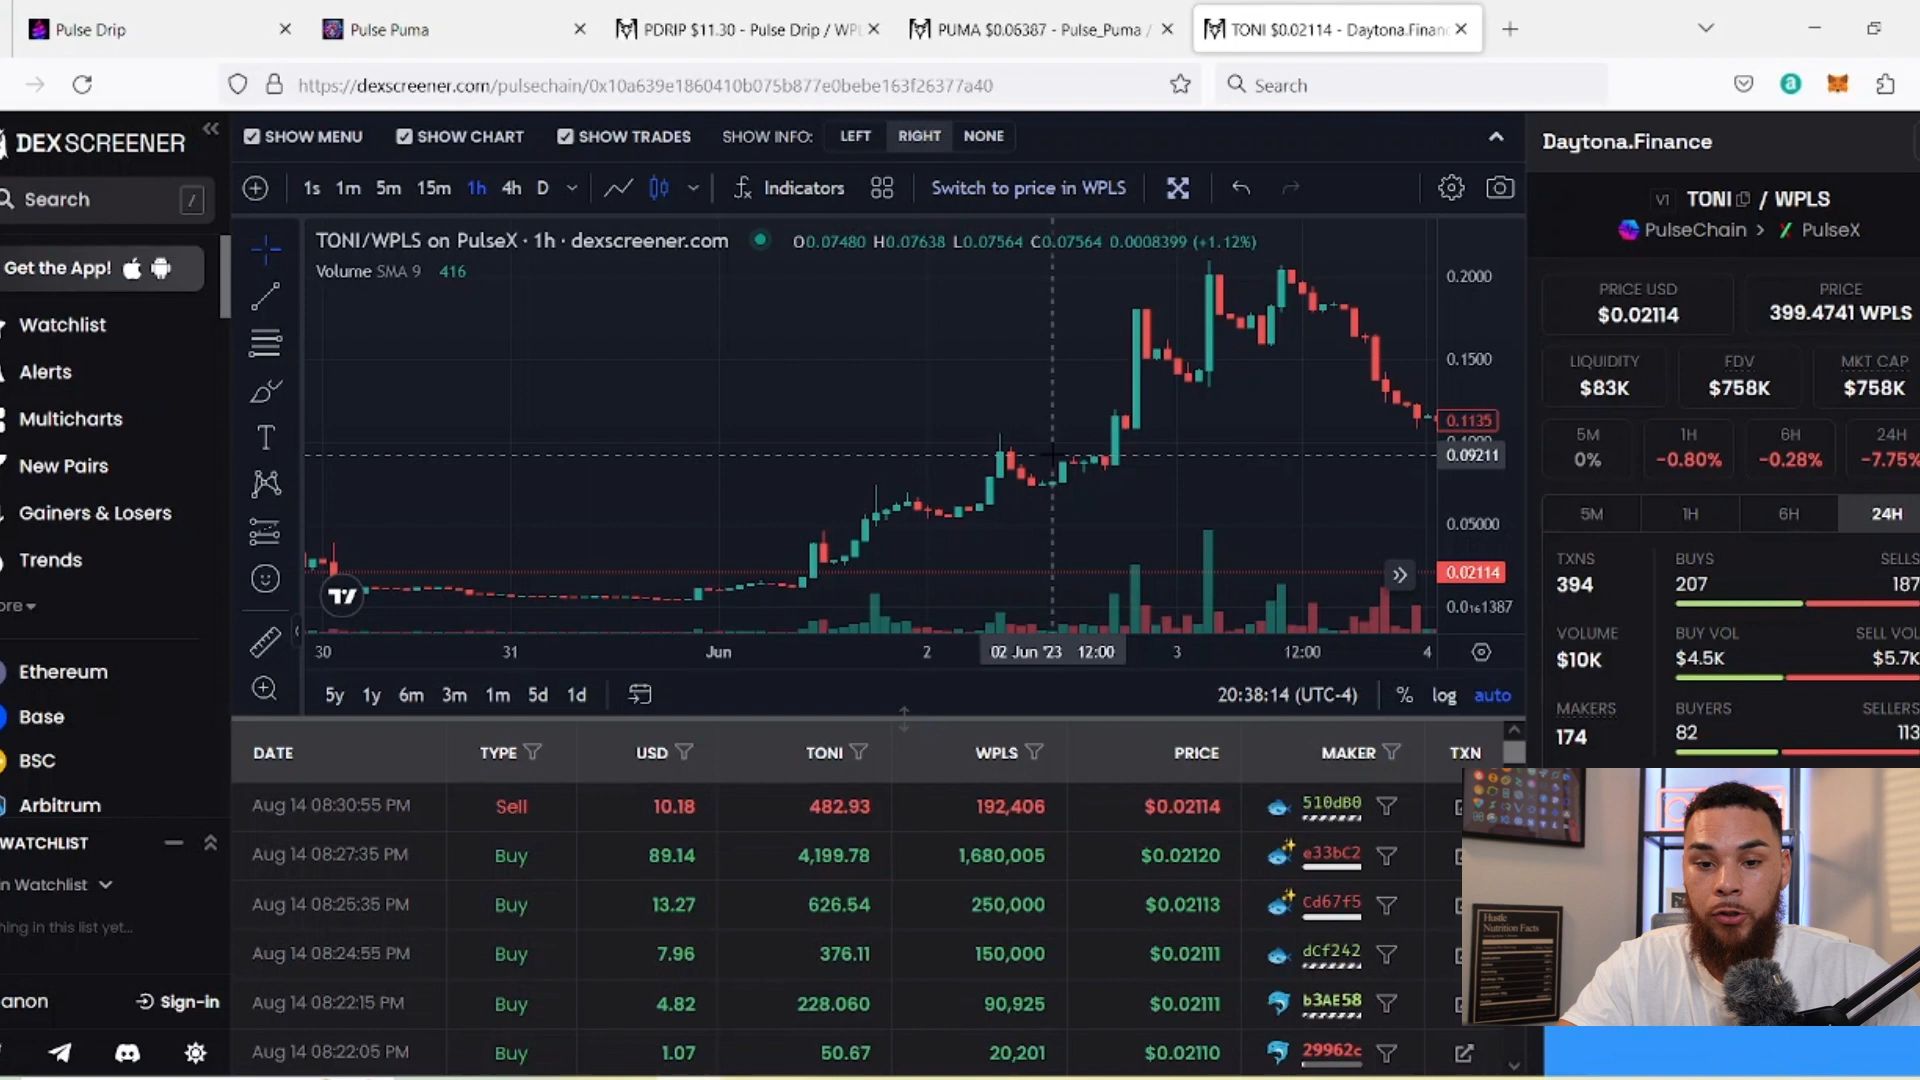 Pulse Drip
Pulse Puma
PDRIP $11.30 - Pulse Drip / WPL
PUMA $0.06387 - Pulse_Puma /
TONI $0.02114 - Daytona.Financ
https://dexscreener.com/pulsechain/0x10a639e1860410b075b877e0bebe163f26377a40
Search
DEX SCREENER
Search
/
Get the App!
Watchlist
Alerts
Multicharts
New Pairs
Gainers & Losers
Trends
ore
Ethereum
Base
BSC
Arbitrum
WATCHLIST
n Watchlist
hing in this list yet...
anon
Sign-in
SHOW MENU
SHOW CHART
SHOW TRADES
SHOW INFO:
LEFT
RIGHT
NONE
1s 1m 5m 15m 1h 4h D
Indicators
Switch to price in WPLS
TONI/WPLS on PulseX · 1h · dexscreener.com
O0.07480 H0.07638 L0.07564 C0.07564 0.0008399 (+1.12%)
Volume SMA 9 416
0.2000
0.1500
0.1135
0.1000
0.09211
0.05000
0.02114
0.0₁₆1387
30
31
Jun
2
02 Jun '23 12:00
3
12:00
4
5y 1y 6m 3m 1m 5d 1d
20:38:14 (UTC-4)
%
log
auto
DATE TYPE USD TONI WPLS PRICE MAKER TXN
Aug 14 08:30:55 PM Sell 10.18 482.93 192,406 $0.02114 510dB0
Aug 14 08:27:35 PM Buy 89.14 4,199.78 1,680,005 $0.02120 e33bC2
Aug 14 08:25:35 PM Buy 13.27 626.54 250,000 $0.02113 Cd67f5
Aug 14 08:24:55 PM Buy 7.96 376.11 150,000 $0.02111 dCf242
Aug 14 08:22:15 PM Buy 4.82 228.060 90,925 $0.02111 b3AE58
Aug 14 08:22:05 PM Buy 1.07 50.67 20,201 $0.02110 29962c
Daytona.Finance
V1 TONI / WPLS
PulseChain > PulseX
PRICE USD
$0.02114
PRICE
399.4741 WPLS
LIQUIDITY
$83K
FDV
$758K
MKT CAP
$758K
5M
0%
1H
-0.80%
6H
-0.28%
24H
-7.75%
5M
1H
6H
24H
TXNS
394
BUYS
207
SELLS
187
VOLUME
$10K
BUY VOL
$4.5K
SELL VOL
$5.7K
MAKERS
174
BUYERS
82
SELLERS
113
Hustle
Nutrition Facts